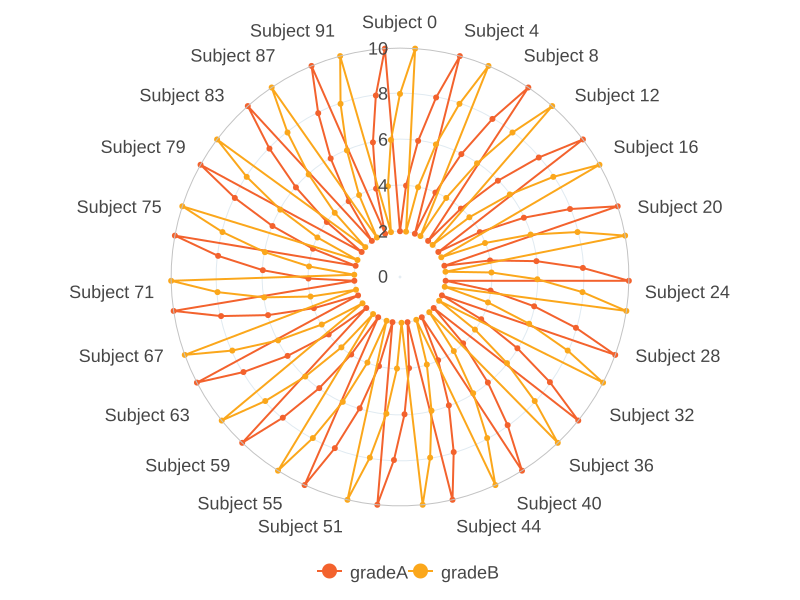 Subject 0
Subject 4
Subject 8
Subject 12
Subject 16
Subject 20
Subject 24
Subject 28
Subject 32
Subject 36
Subject 40
Subject 44
Subject 51
Subject 55
Subject 59
Subject 63
Subject 67
Subject 71
Subject 75
Subject 79
Subject 83
Subject 87
Subject 91
10
8
6
4
2
0
gradeA gradeB